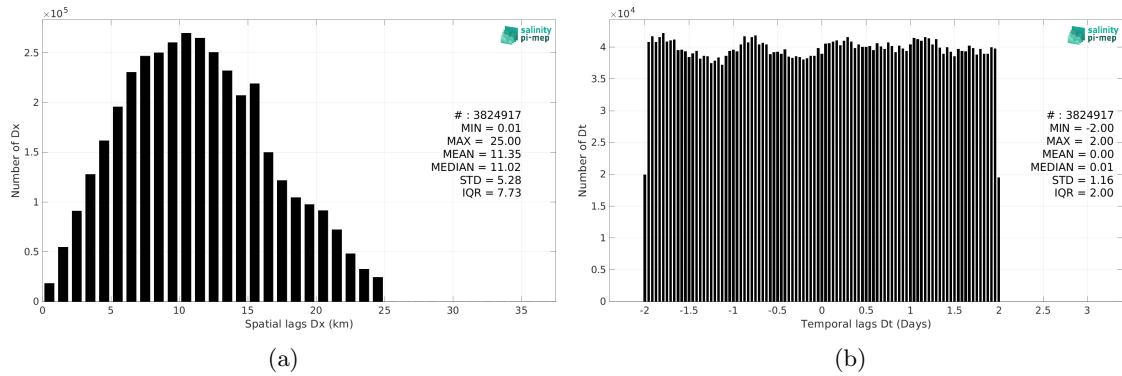 ×10⁵
salinity
pi-mep
2.5
2
1.5
1
0.5
0
Number of Dx
# : 3824917
MIN = 0.01
MAX = 25.00
MEAN = 11.35
MEDIAN = 11.02
STD = 5.28
IQR = 7.73
0 5 10 15 20 25 30 35
Spatial lags Dx (km)
(a)
×10⁴
salinity
pi-mep
4
3.5
3
2.5
2
1.5
1
0.5
0
Number of Dt
# : 3824917
MIN = -2.00
MAX = 2.00
MEAN = 0.00
MEDIAN = 0.01
STD = 1.16
IQR = 2.00
-2 -1.5 -1 -0.5 0 0.5 1 1.5 2 2.5 3
Temporal lags Dt (Days)
(b)